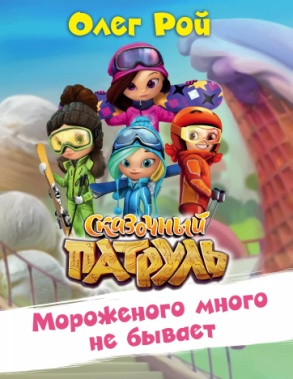 Олег Рой
Сказочный
ПАТРУЛЬ
Мороженого много
не бывает